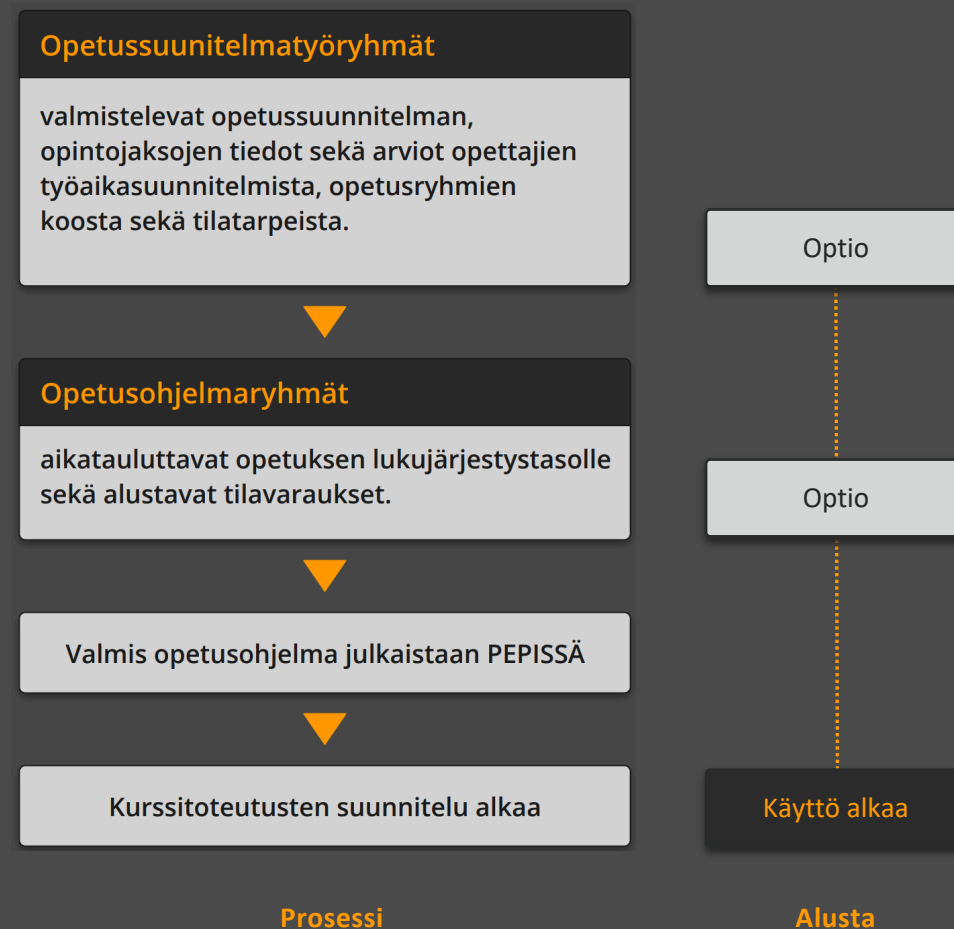 Opetussuunitelmatyöryhmät
valmistelevat opetussuunnitelman,
opintojaksojen tiedot sekä arviot opettajien
työaikasuunnitelmista, opetusryhmien
koosta sekä tilatarpeista.
Optio
Opetusohjelmaryhmät
aikatauluttavat opetuksen lukujärjestystasolle
sekä alustavat tilavaraukset.
Optio
Valmis opetusohjelma julkaistaan PEPISSÄ
Kurssitoteutusten suunnitelu alkaa
Käyttö alkaa
Prosessi
Alusta